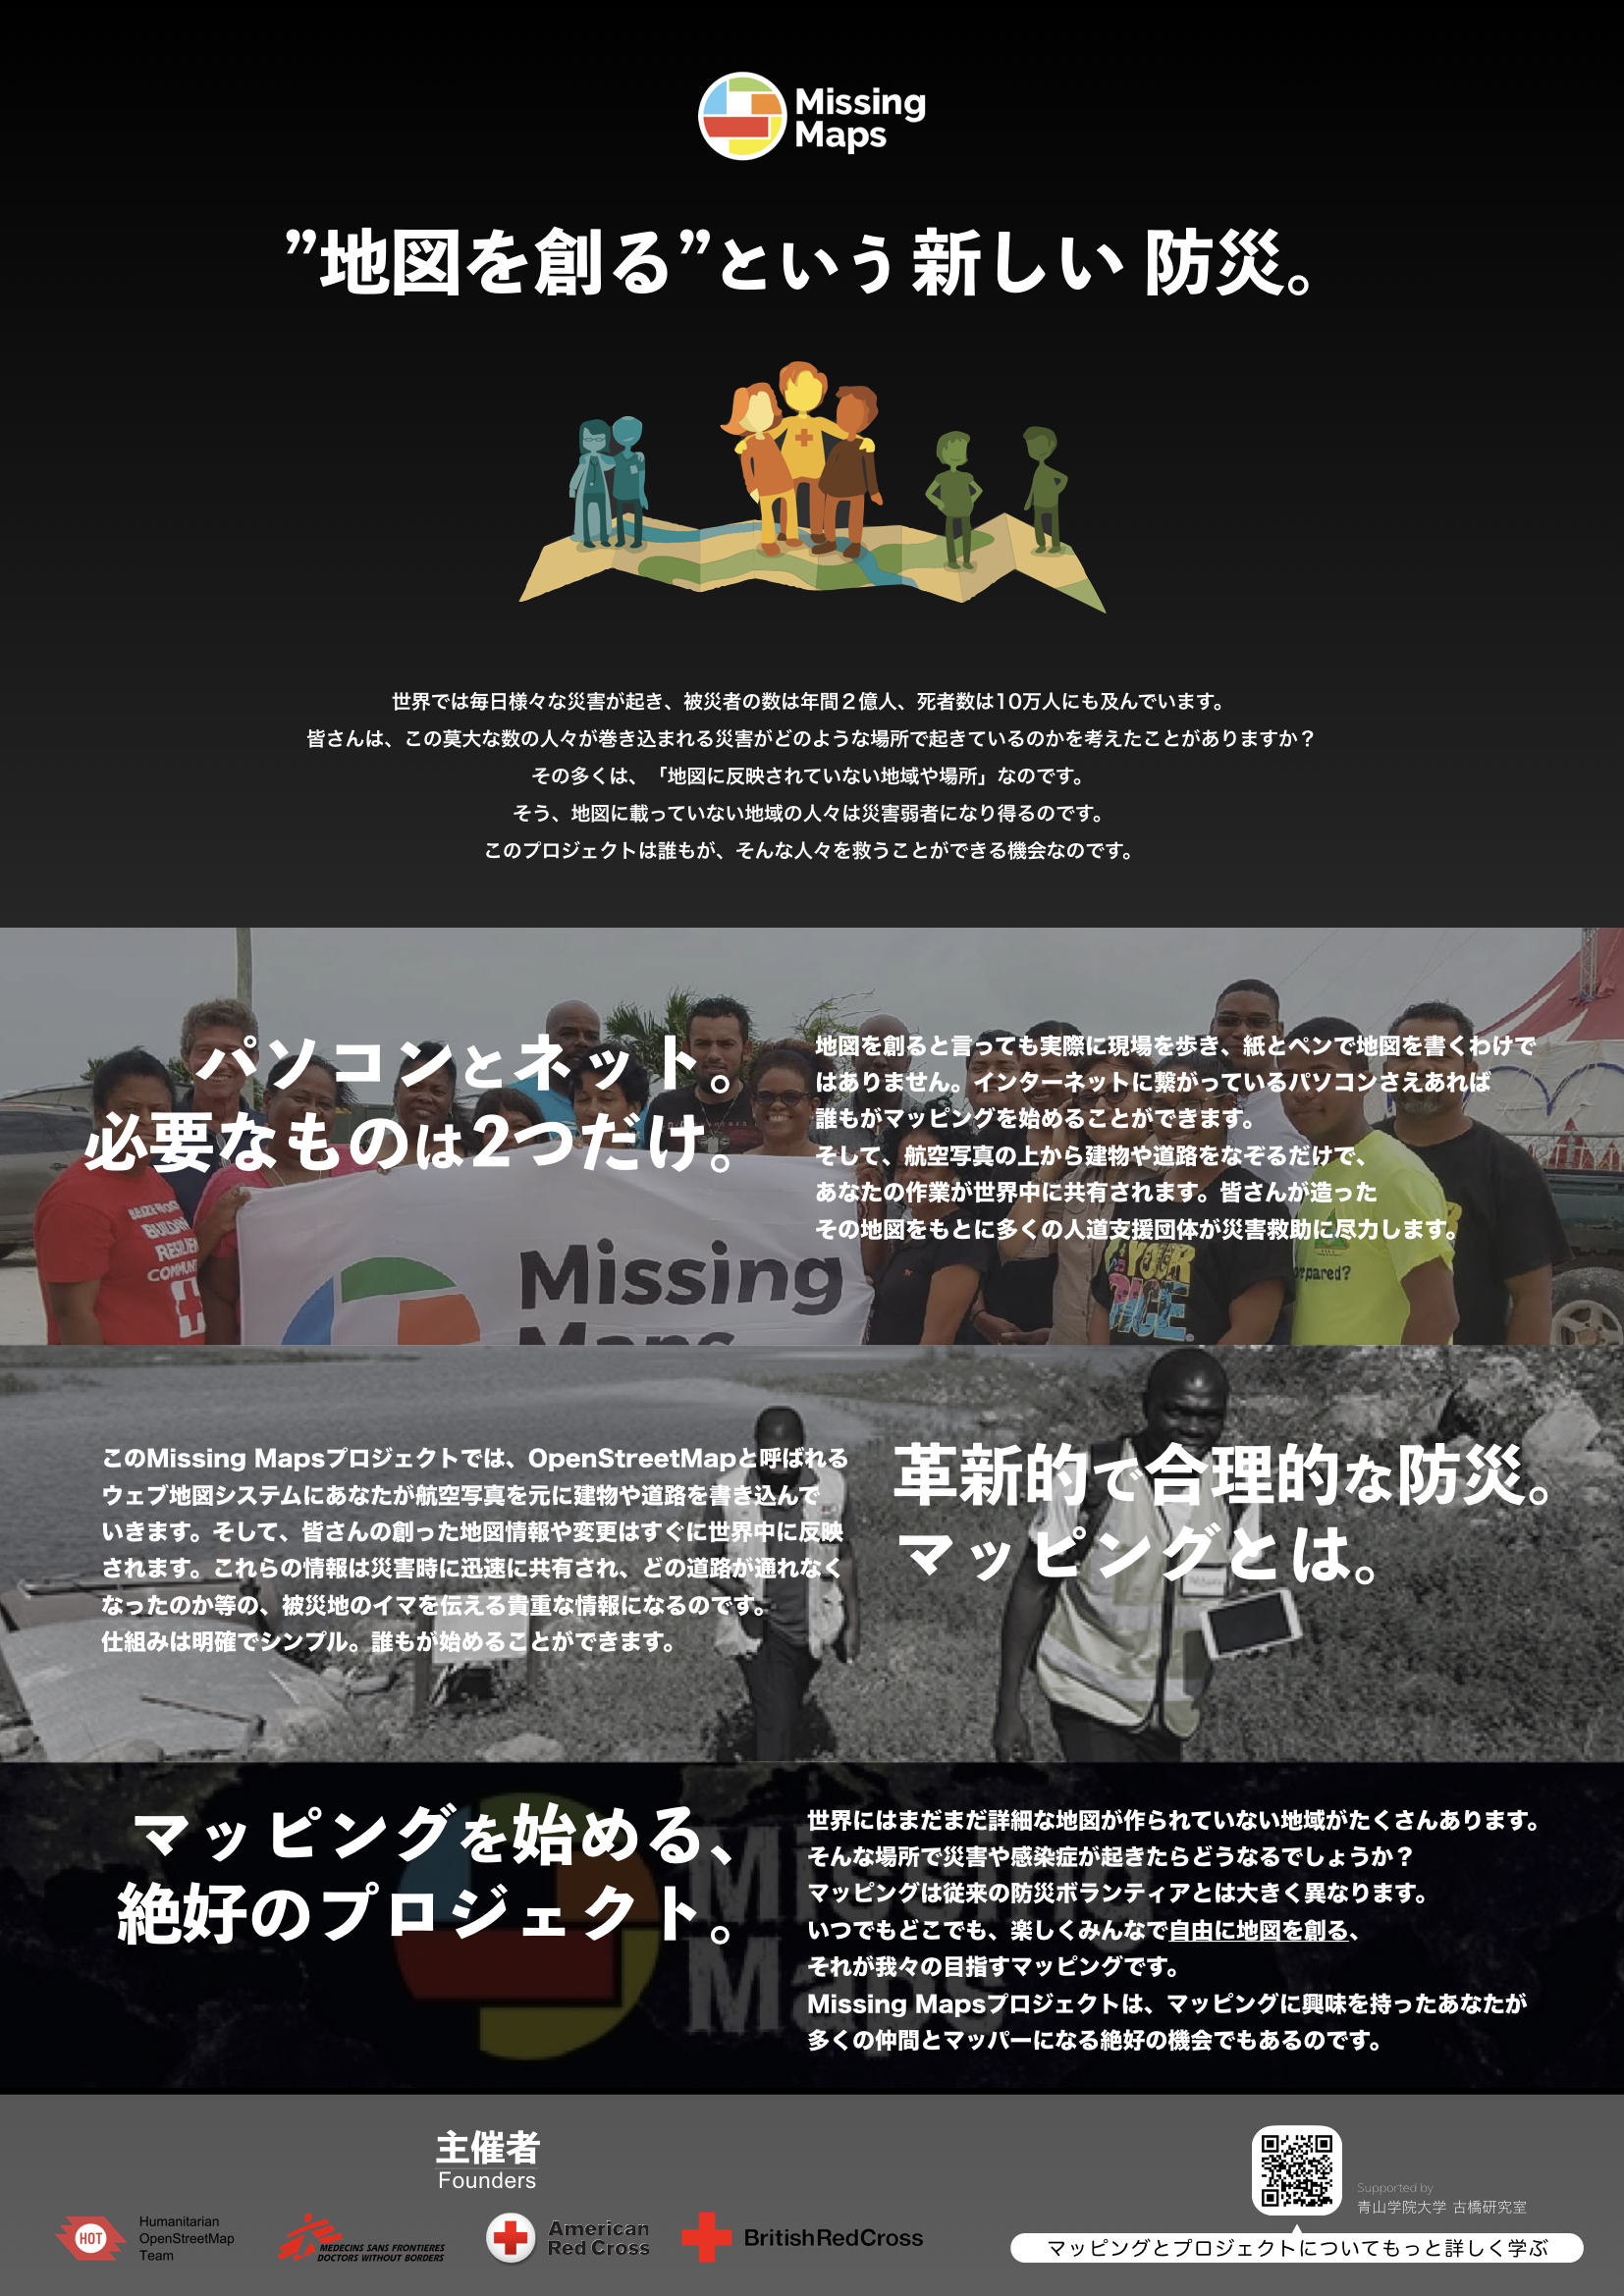 Missing
Maps
”地図を創る”という 新しい 防災。
世界では毎日様々な災害が起き、被災者の数は年間２億人、死者数は10万人にも及んでいます。
皆さんは、この莫大な数の人々が巻き込まれる災害がどのような場所で起きているのかを考えたことがありますか？
その多くは、「地図に反映されていない地域や場所」なのです。
そう、地図に載っていない地域の人々は災害弱者になり得るのです。
このプロジェクトは誰もが、そんな人々を救うことができる機会なのです。
パソコンとネット。
必要なものは2つだけ。
地図を創ると言っても実際に現場を歩き、紙とペンで地図を書くわけで
はありません。インターネットに繋がっているパソコンさえあれば
誰もがマッピングを始めることができます。
そして、航空写真の上から建物や道路をなぞるだけで、
あなたの作業が世界中に共有されます。皆さんが造った
その地図をもとに多くの人道支援団体が災害救助に尽力します。
BUILDIN
RESILIEN
COMMUNI
Missing
Maps
YOUR
epared?
このMissing Mapsプロジェクトでは、OpenStreetMapと呼ばれる
ウェブ地図システムにあなたが航空写真を元に建物や道路を書き込んで
いきます。そして、皆さんの創った地図情報や変更はすぐに世界中に反映
されます。これらの情報は災害時に迅速に共有され、どの道路が通れなく
なったのか等の、被災地のイマを伝える貴重な情報になるのです。
仕組みは明確でシンプル。誰もが始めることができます。
革新的で合理的な防災。
マッピングとは。
マッピングを始める、
絶好のプロジェクト。
Missing
Maps
世界にはまだまだ詳細な地図が作られていない地域がたくさんあります。
そんな場所で災害や感染症が起きたらどうなるでしょうか？
マッピングは従来の防災ボランティアとは大きく異なります。
いつでもどこでも、楽しくみんなで自由に地図を創る、
それが我々の目指すマッピングです。
Missing Mapsプロジェクトは、マッピングに興味を持ったあなたが
多くの仲間とマッパーになる絶好の機会でもあるのです。
主催者
Founders
HOT
Humanitarian
OpenStreetMap
Team
MEDECINS SANS FRONTIERES
DOCTORS WITHOUT BORDERS
American
Red Cross
BritishRedCross
Supported by
青山学院大学 古橋研究室
マッピングとプロジェクトについてもっと詳しく学ぶ